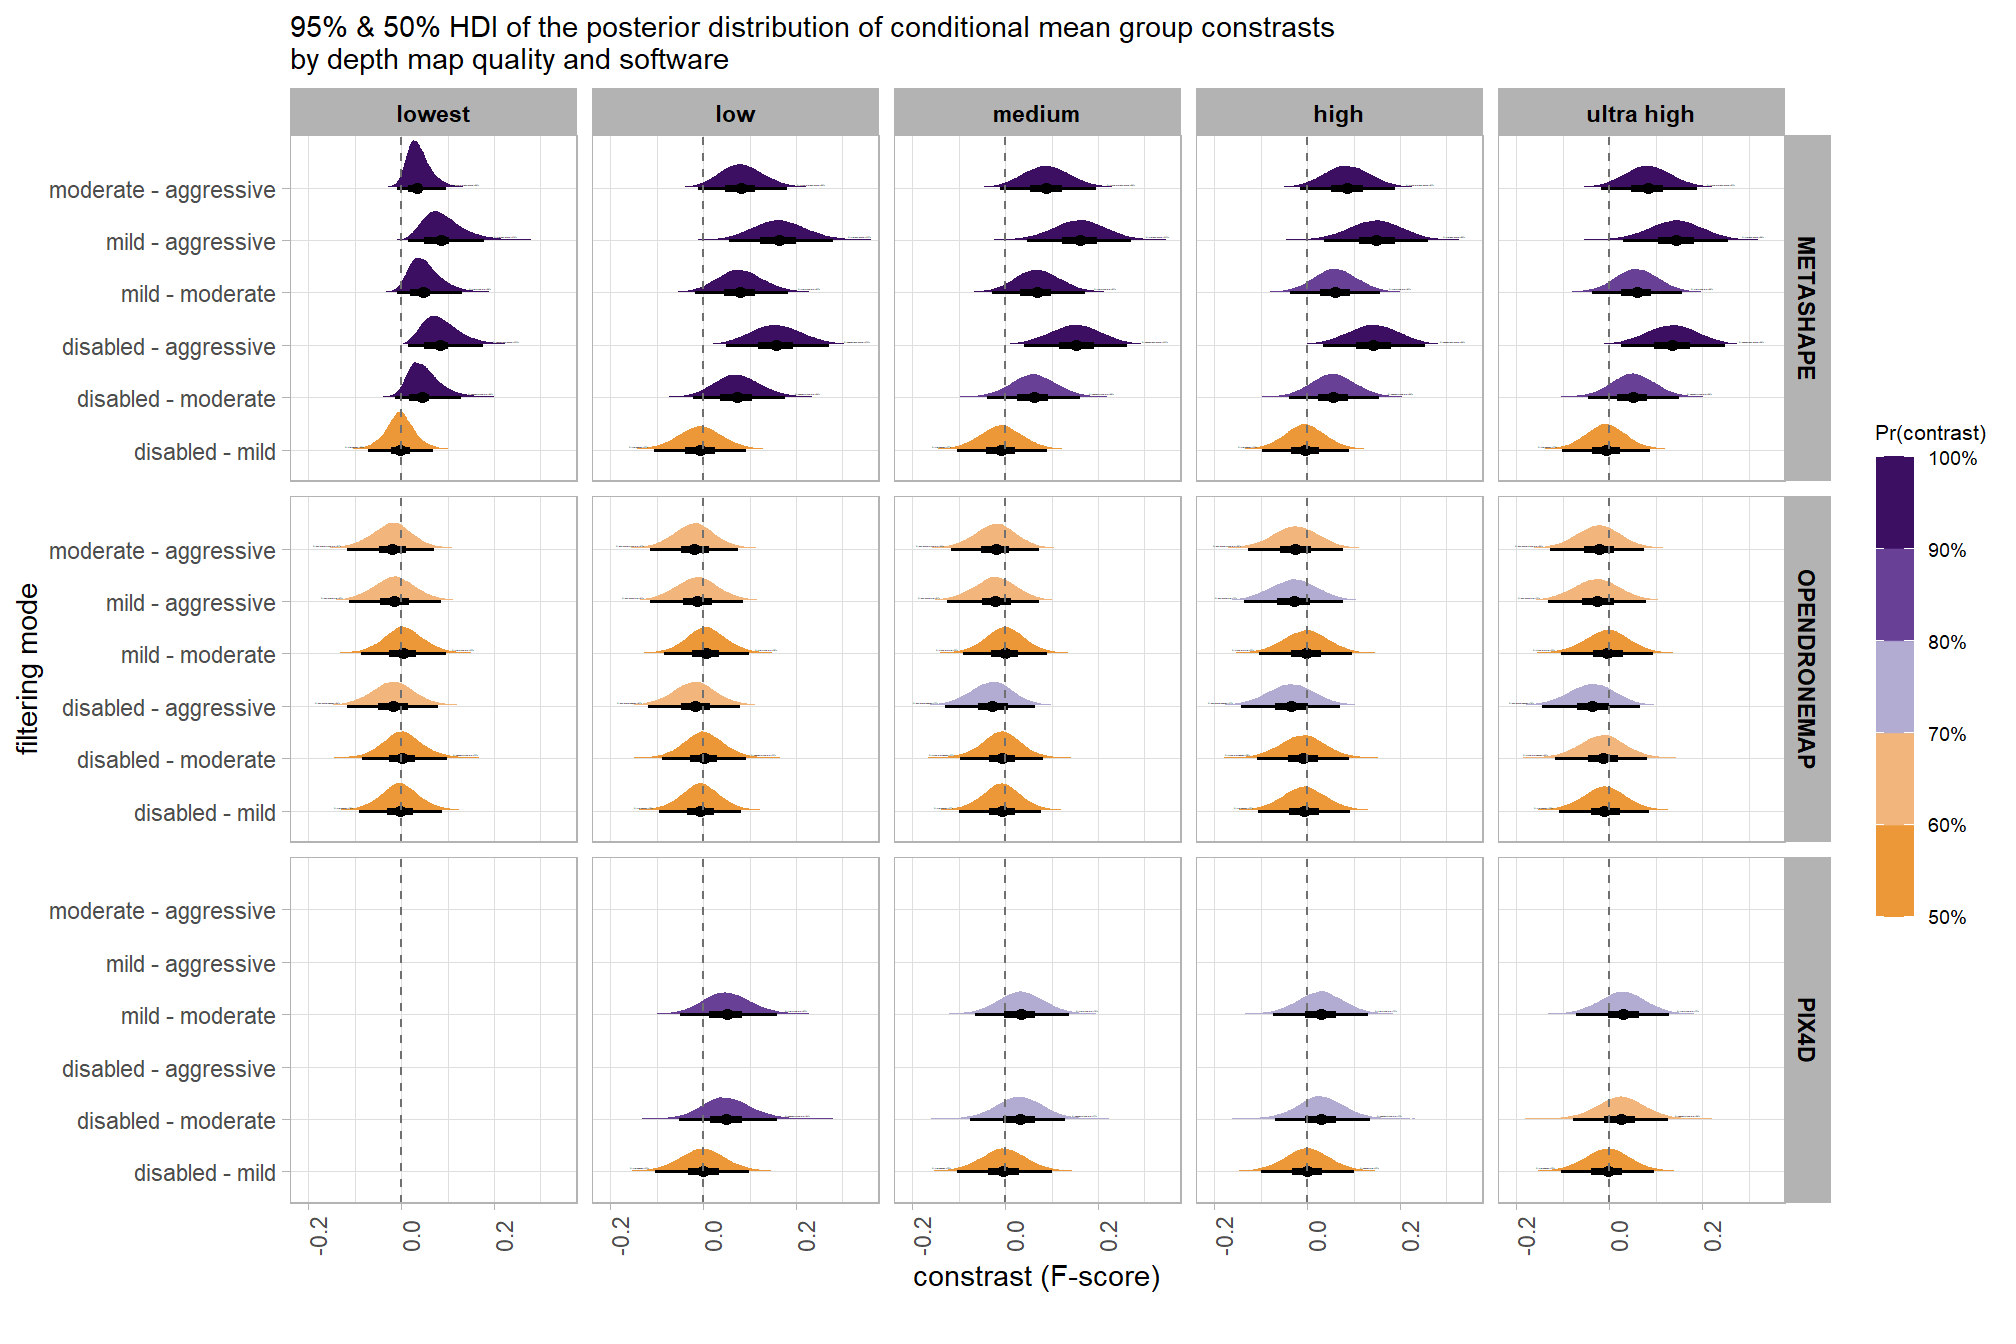 95% & 50% HDI of the posterior distribution of conditional mean group constrasts
by depth map quality and software
lowest
low
medium
high
ultra high
moderate - aggressive
mild - aggressive
mild - moderate
disabled - aggressive
disabled - moderate
disabled - mild
METASHAPE
moderate - aggressive
mild - aggressive
mild - moderate
disabled - aggressive
disabled - moderate
disabled - mild
OPENDRONEMAP
moderate - aggressive
mild - aggressive
mild - moderate
disabled - aggressive
disabled - moderate
disabled - mild
PIX4D
filtering mode
-0.2
0.0
0.2
-0.2
0.0
0.2
-0.2
0.0
0.2
-0.2
0.0
0.2
-0.2
0.0
0.2
constrast (F-score)
Pr(contrast)
100%
90%
80%
70%
60%
50%